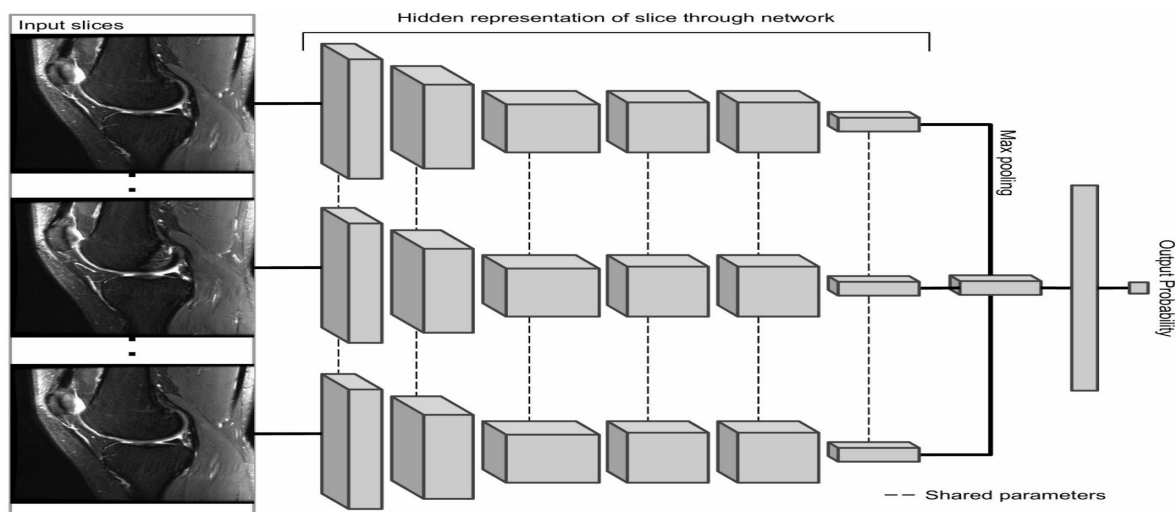 Input slices
Hidden representation of slice through network
Max pooling
Output Probability
Shared parameters